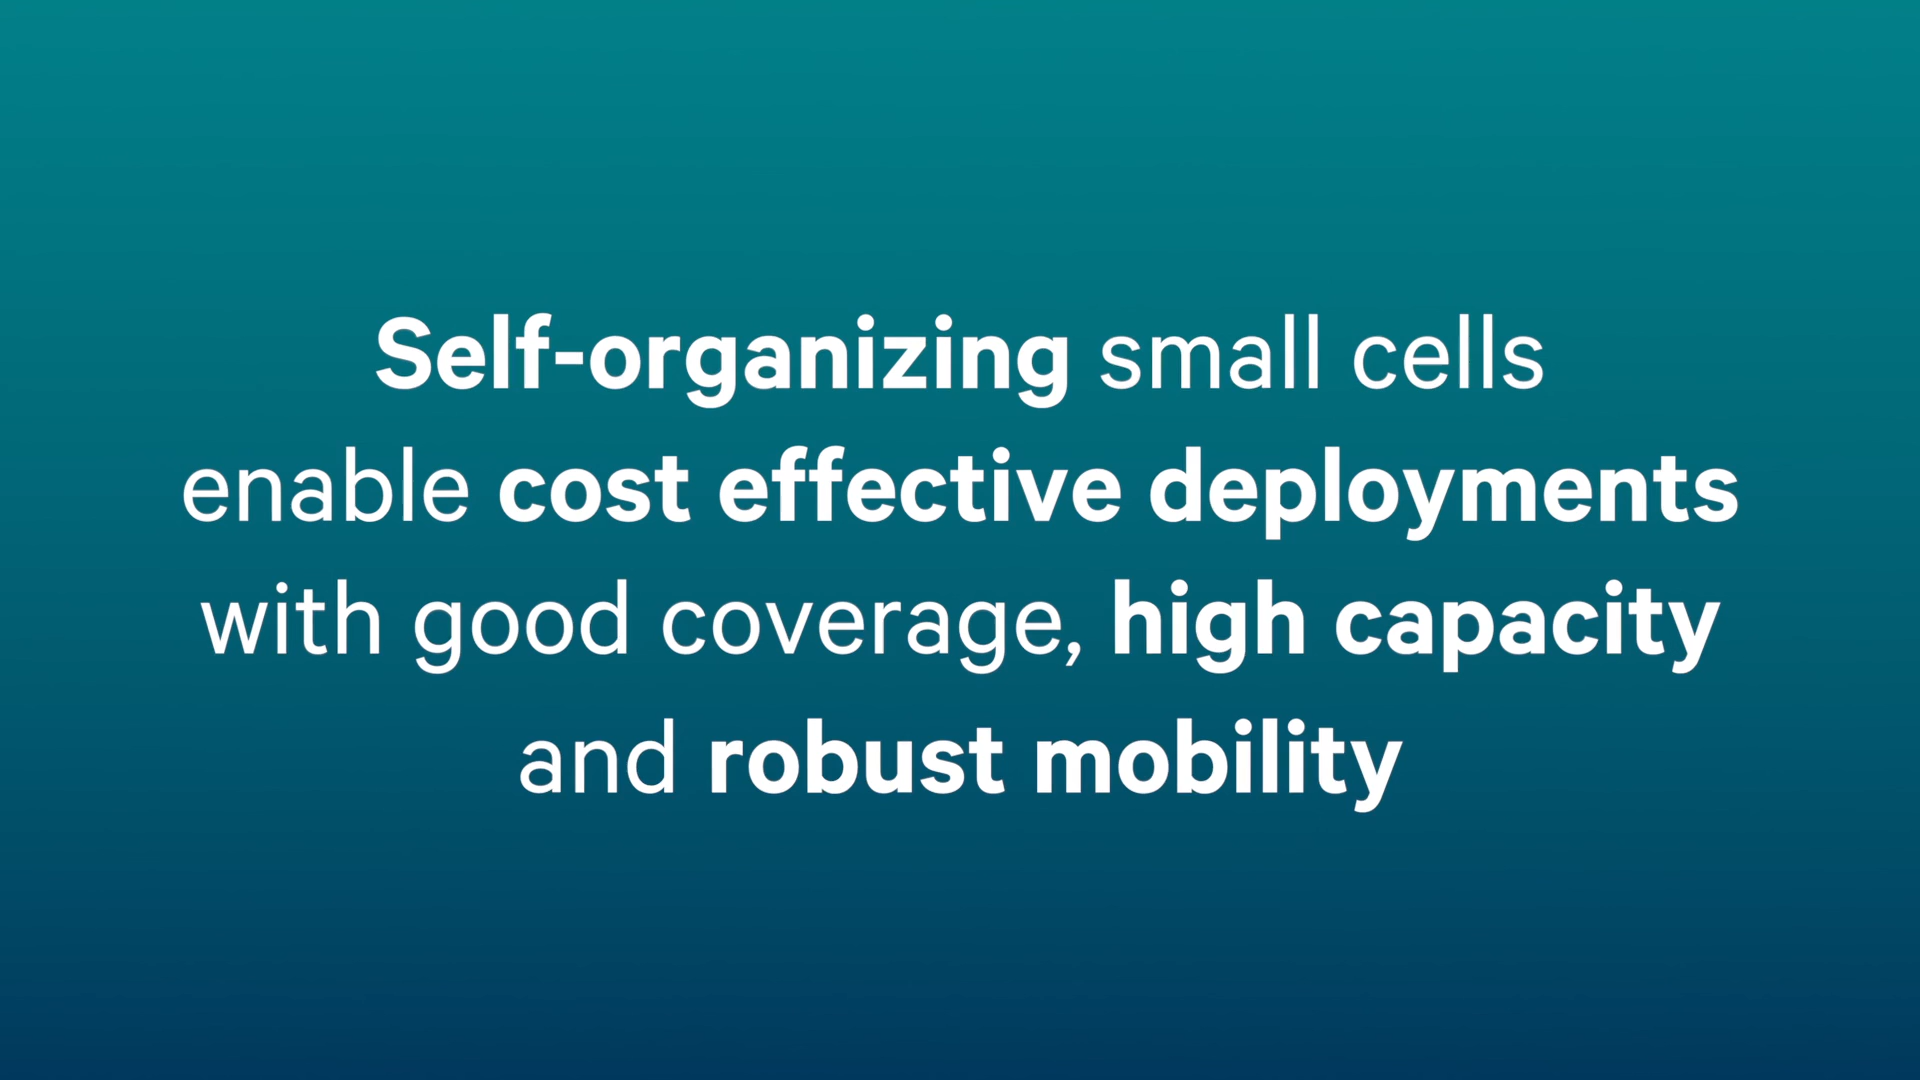 Self-organizing small cells
enable cost effective deployments
with good coverage, high capacity
and robust mobility